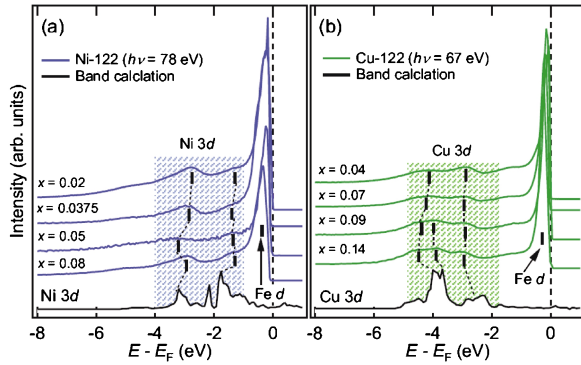 (a)
Ni-122 (hν = 78 eV)
Band calclation
Ni 3d
x = 0.02
x = 0.0375
x = 0.05
x = 0.08
Fe d
Ni 3d
-8 -6 -4 -2 0
E - EF (eV)
Intensity (arb. units)
(b)
Cu-122 (hν = 67 eV)
Band calclation
Cu 3d
x = 0.04
x = 0.07
x = 0.09
x = 0.14
Fe d
Cu 3d
-8 -6 -4 -2 0
E - EF (eV)